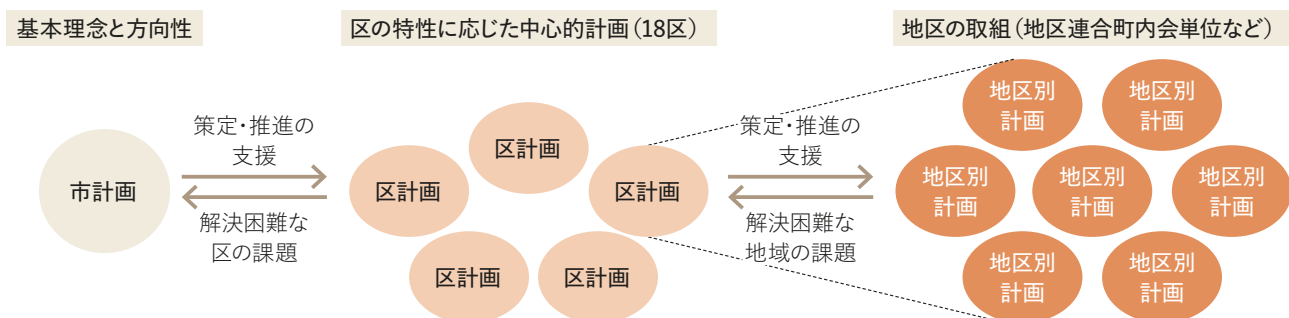 基本理念と方向性
区の特性に応じた中心的計画（18区）
地区の取組（地区連合町内会単位など）
市計画
策定・推進の
支援
解決困難な
区の課題
区計画
区計画
区計画
区計画
区計画
策定・推進の
支援
解決困難な
地域の課題
地区別
計画
地区別
計画
地区別
計画
地区別
計画
地区別
計画
地区別
計画
地区別
計画